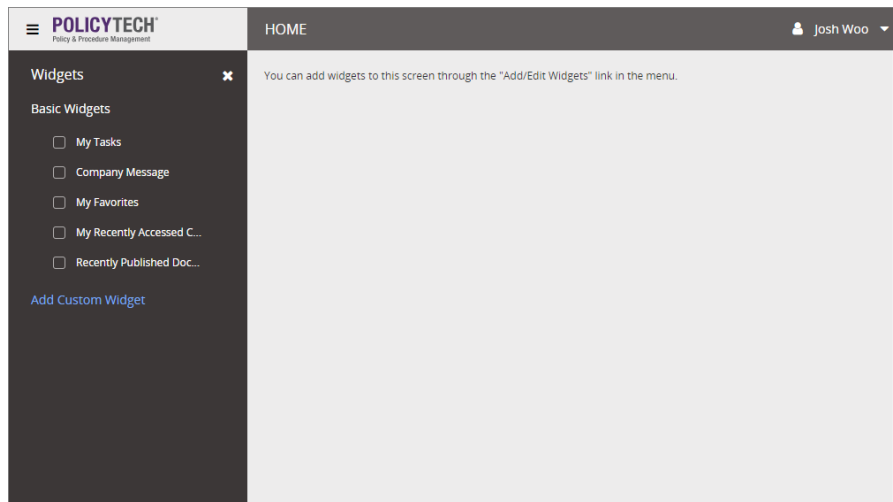 POLICYTECH
Policy & Procedure Management
HOME
Josh Woo
Widgets
You can add widgets to this screen through the "Add/Edit Widgets" link in the menu.
Basic Widgets
My Tasks
Company Message
My Favorites
My Recently Accessed C...
Recently Published Doc...
Add Custom Widget